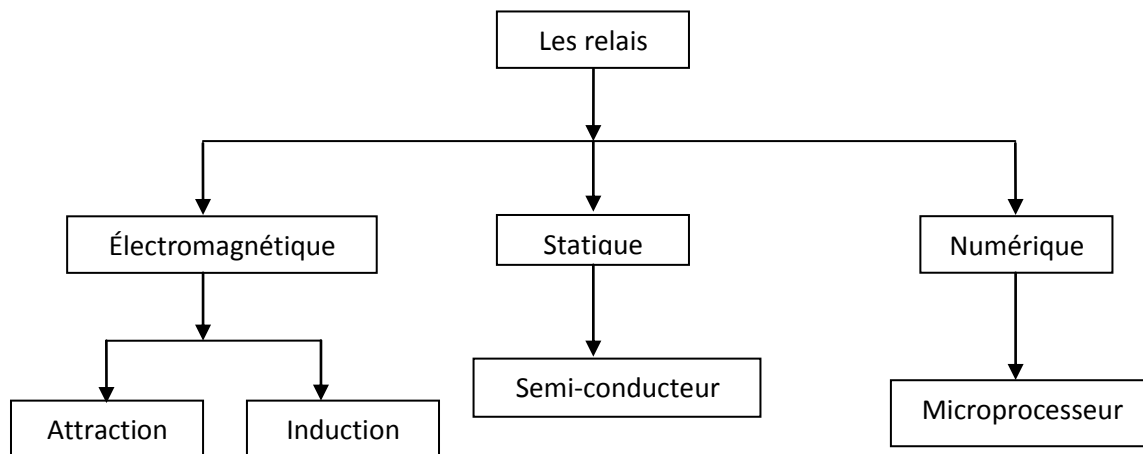 Les relais
Électromagnétique
Statique
Numérique
Semi-conducteur
Microprocesseur
Attraction
Induction